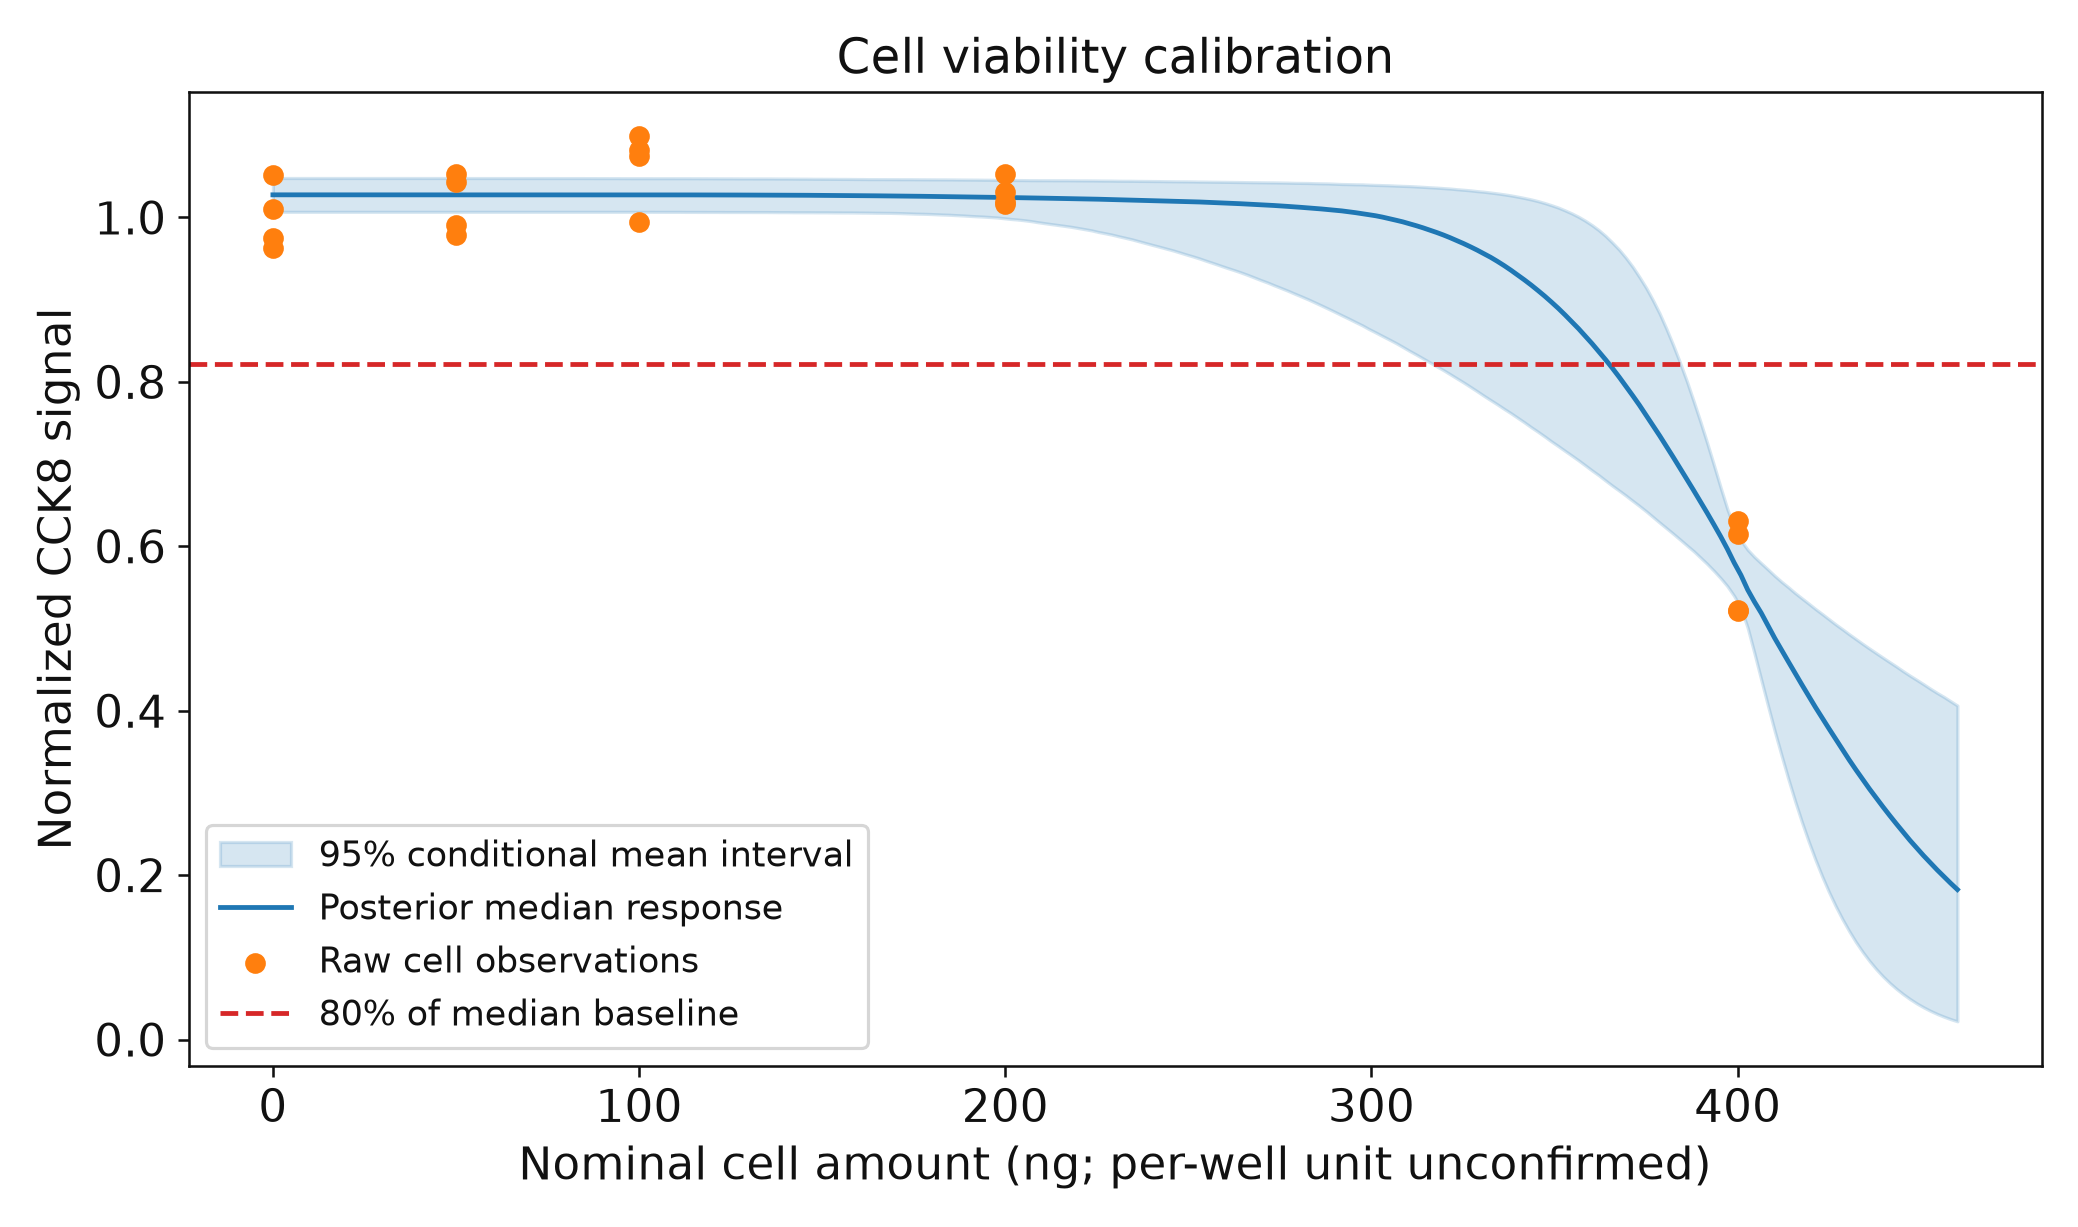 Cell viability calibration
Normalized CCK8 signal
1.0
0.8
0.6
0.4
0.2
0.0
95% conditional mean interval
Posterior median response
Raw cell observations
80% of median baseline
0 100 200 300 400
Nominal cell amount (ng; per-well unit unconfirmed)